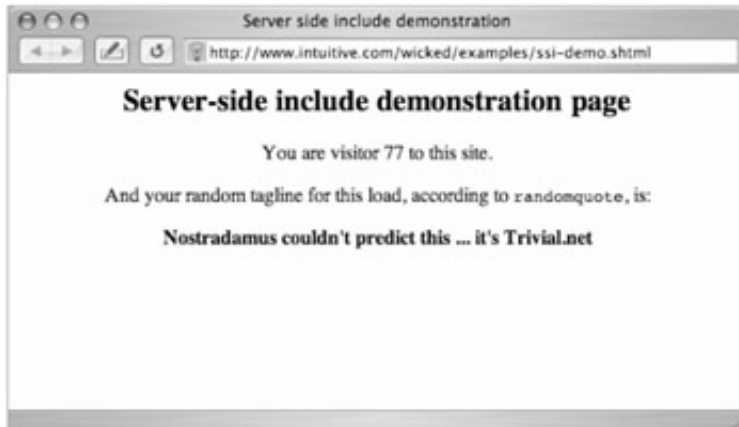 Server side include demonstration
http://www.intuitive.com/wicked/examples/ssi-demo.shtml
Server-side include demonstration page
You are visitor 77 to this site.
And your random tagline for this load, according to randomquote, is:
Nostradamus couldn't predict this ... it's Trivial.net